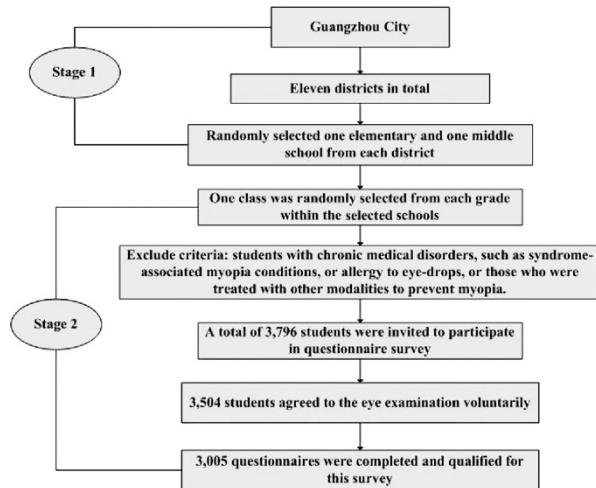 Guangzhou City
Stage 1
Eleven districts in total
Randomly selected one elementary and one middle
school from each district
One class was randomly selected from each grade
within the selected schools
Exclude criteria: students with chronic medical disorders, such as syndrome-
associated myopia conditions, or allergy to eye-drops, or those who were
treated with other modalities to prevent myopia.
Stage 2
A total of 3,796 students were invited to participate
in questionnaire survey
3,504 students agreed to the eye examination voluntarily
3,005 questionnaires were completed and qualified for
this survey